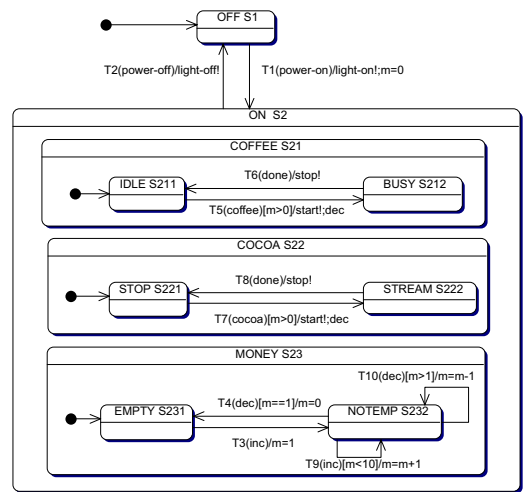 OFF S1
T2(power-off)/light-off!
T1(power-on)/light-on!;m=0
ON S2
COFFEE S21
IDLE S211
T6(done)/stop!
BUSY S212
T5(coffee)[m>0]/start!;dec
COCOA S22
STOP S221
T8(done)/stop!
STREAM S222
T7(cocoa)[m>0]/start!;dec
MONEY S23
T10(dec)[m>1]/m=m-1
EMPTY S231
T4(dec)[m==1]/m=0
NOTEMP S232
T3(inc)/m=1
T9(inc)[m<10]/m=m+1